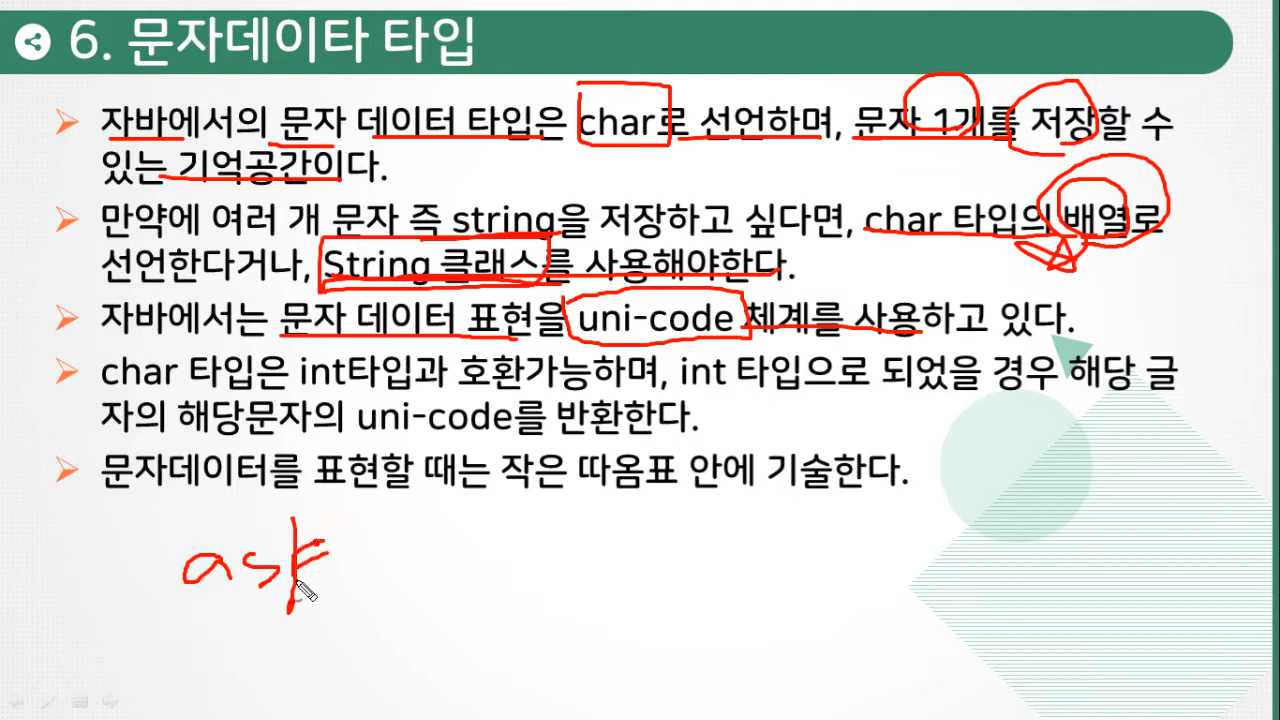 6. 문자데이타 타입
자바에서의 문자 데이터 타입은 char로 선언하며, 문자 1개를 저장할 수
있는 기억공간이다.
만약에 여러 개 문자 즉 string을 저장하고 싶다면, char 타입의 배열로
선언한다거나, String 클래스를 사용해야한다.
자바에서는 문자 데이터 표현을 uni-code 체계를 사용하고 있다.
char 타입은 int타입과 호환가능하며, int 타입으로 되었을 경우 해당 글
자의 해당문자의 uni-code를 반환한다.
문자데이터를 표현할 때는 작은 따옴표 안에 기술한다.